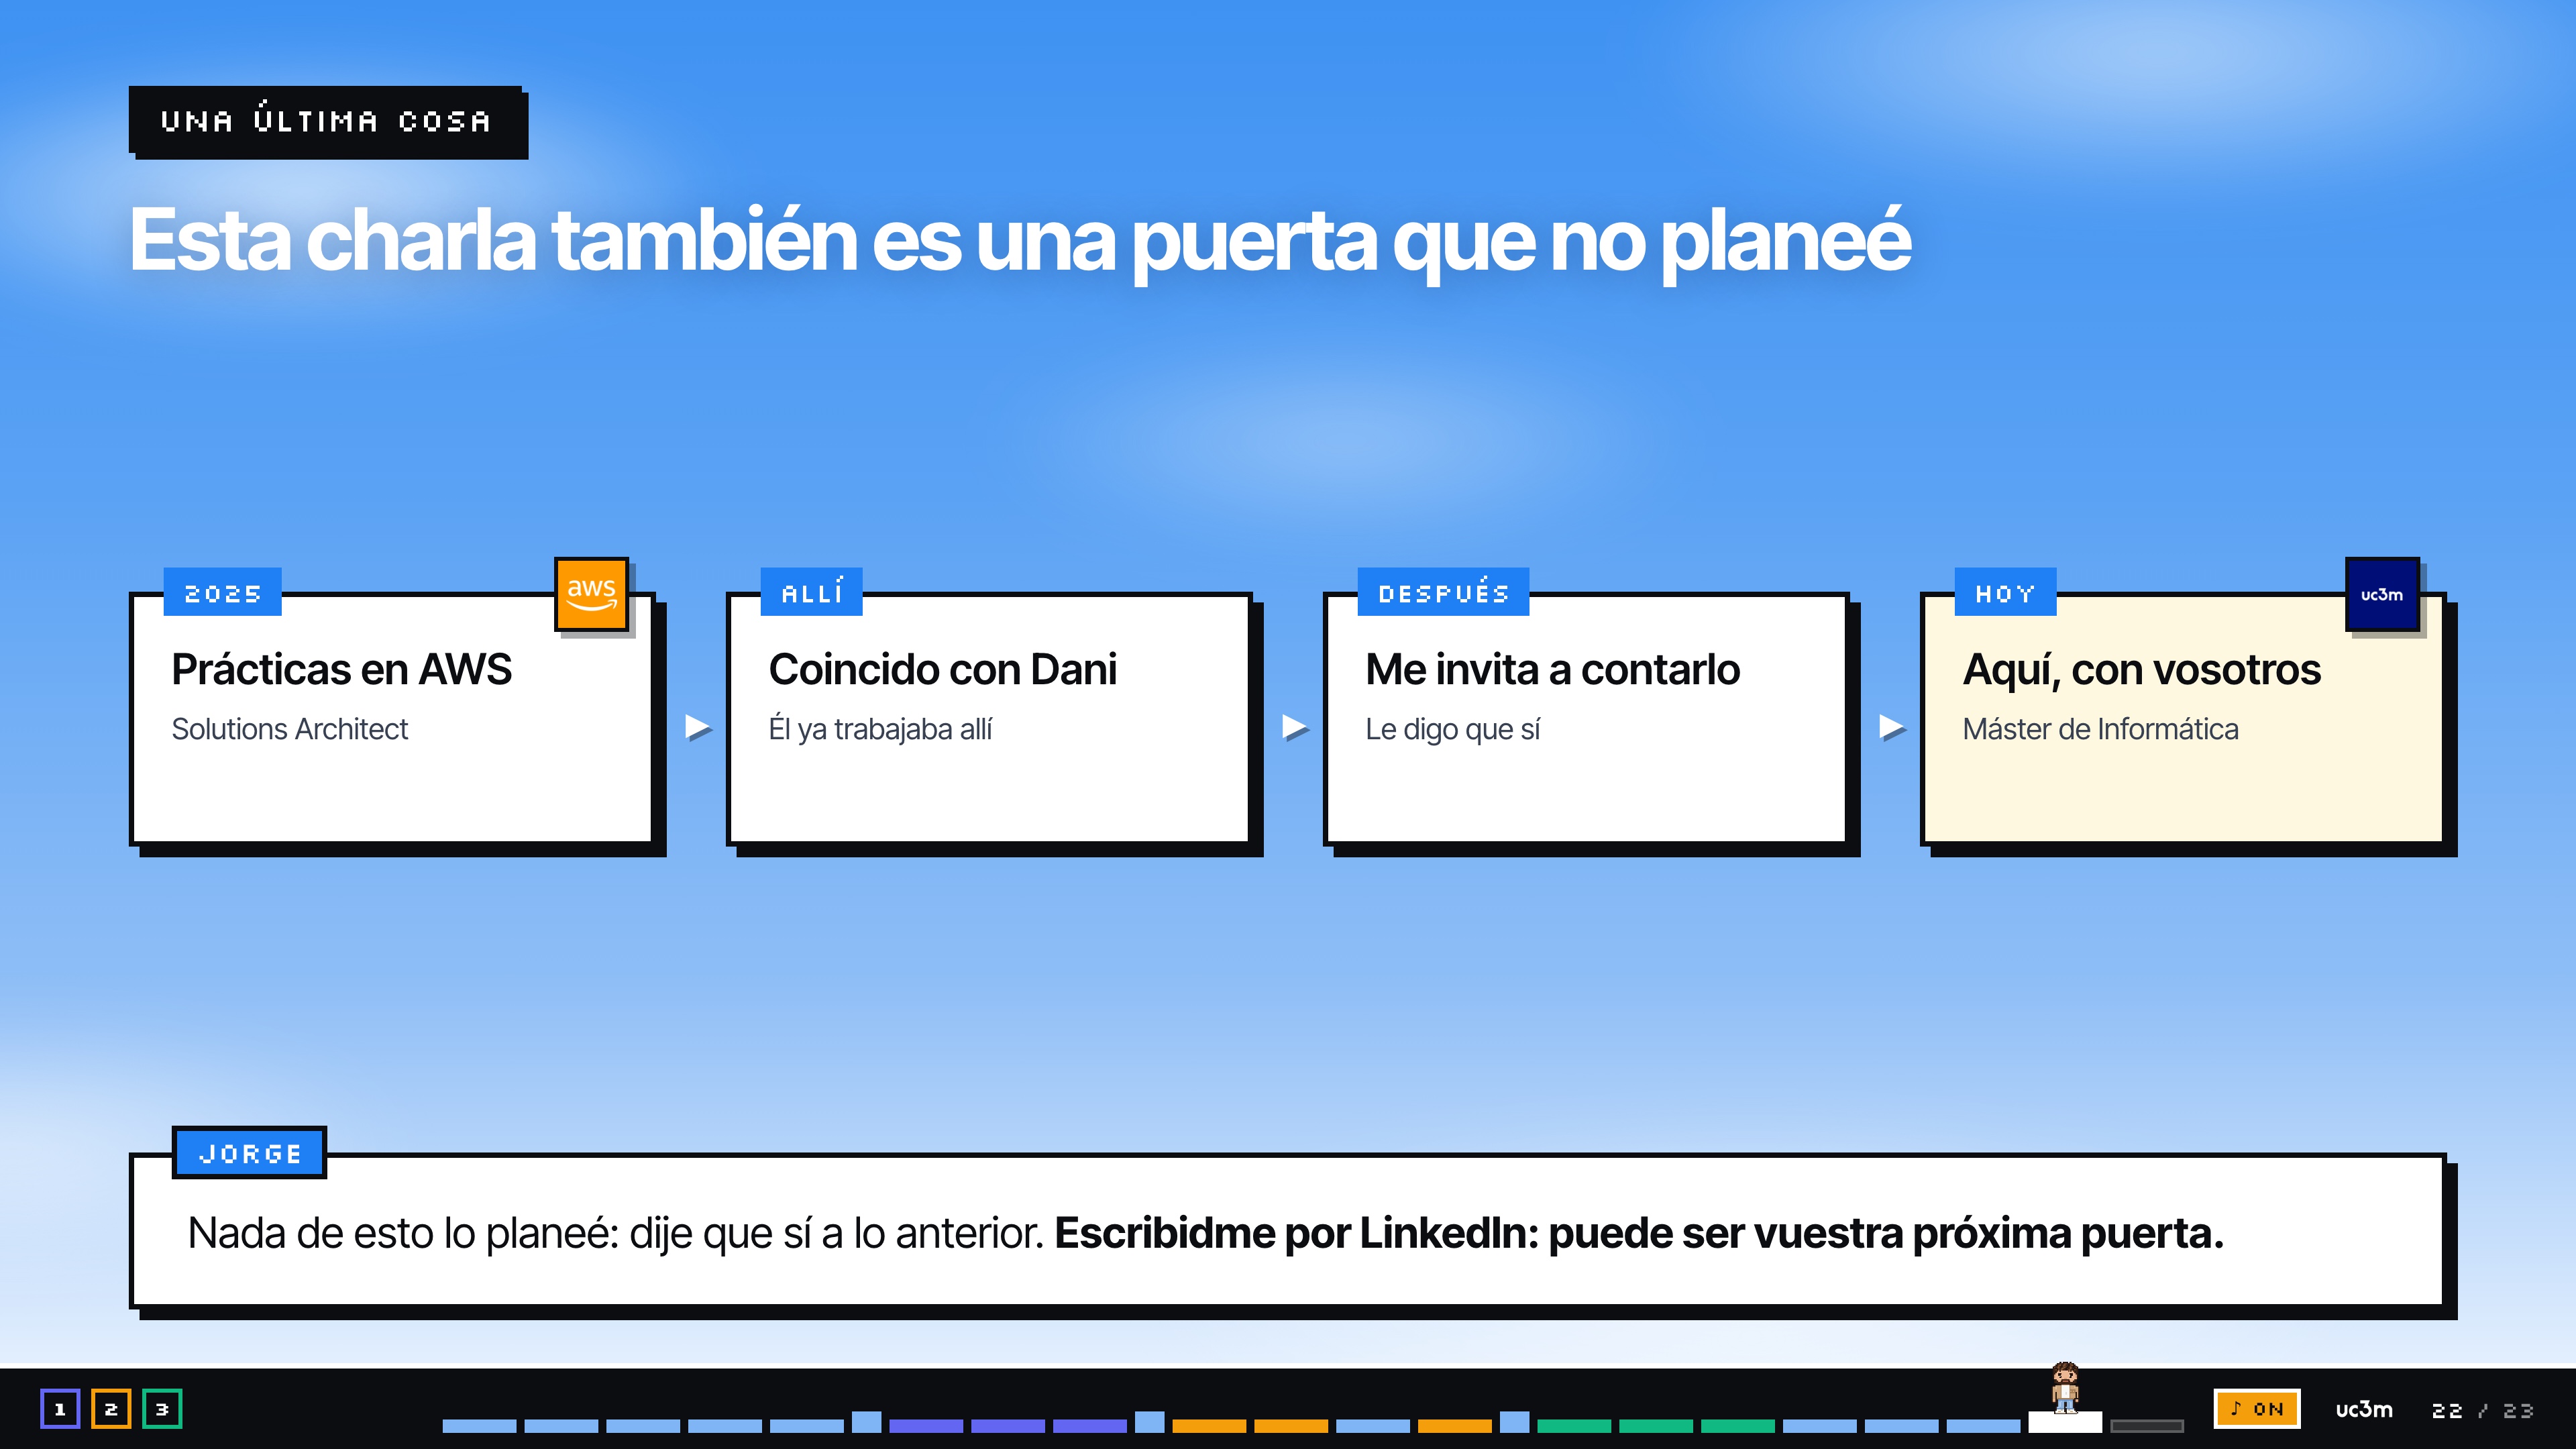 UNA ÚLTIMA COSA
Esta charla también es una puerta que no planeé
2025
aws
Prácticas en AWS
Solutions Architect
ALLÍ
Coincido con Dani
Él ya trabajaba allí
DESPUÉS
Me invita a contarlo
Le digo que sí
HOY
uc3m
Aquí, con vosotros
Máster de Informática
JORGE
Nada de esto lo planeé: dije que sí a lo anterior. Escribidme por LinkedIn: puede ser vuestra próxima puerta.
1 2 3
♪ ON
uc3m
22 / 23